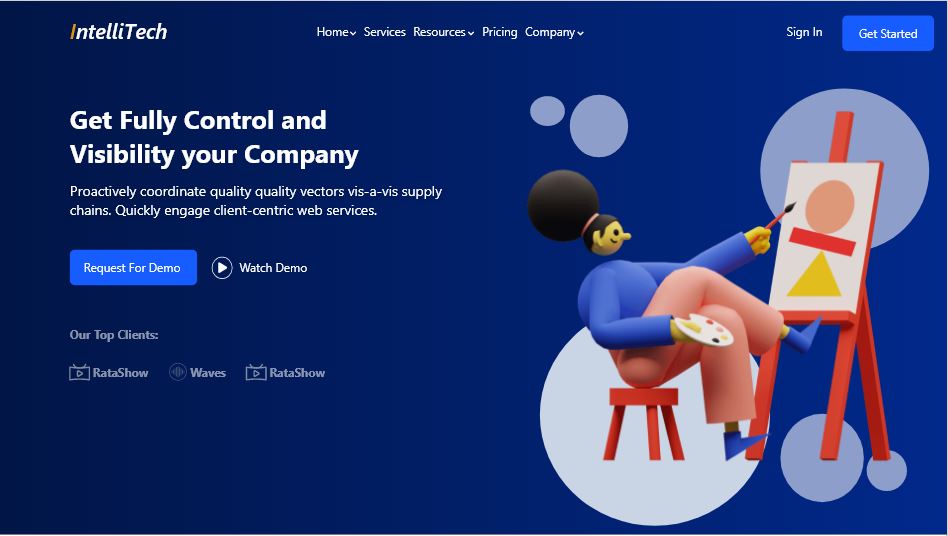 IntelliTech
Home Services Resources Pricing Company
Sign In
Get Started
Get Fully Control and
Visibility your Company
Proactively coordinate quality quality vectors vis-a-vis supply
chains. Quickly engage client-centric web services.
Request For Demo
Watch Demo
Our Top Clients:
RataShow Waves RataShow